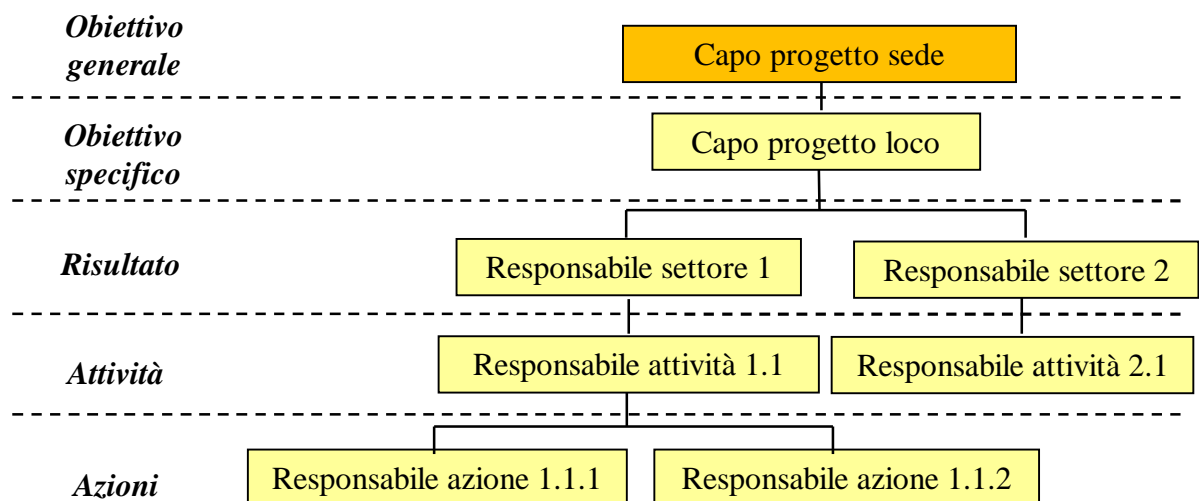 Obiettivo
generale
Capo progetto sede
Obiettivo
specifico
Capo progetto loco
Risultato
Responsabile settore 1
Responsabile settore 2
Attività
Responsabile attività 1.1
Responsabile attività 2.1
Azioni
Responsabile azione 1.1.1
Responsabile azione 1.1.2